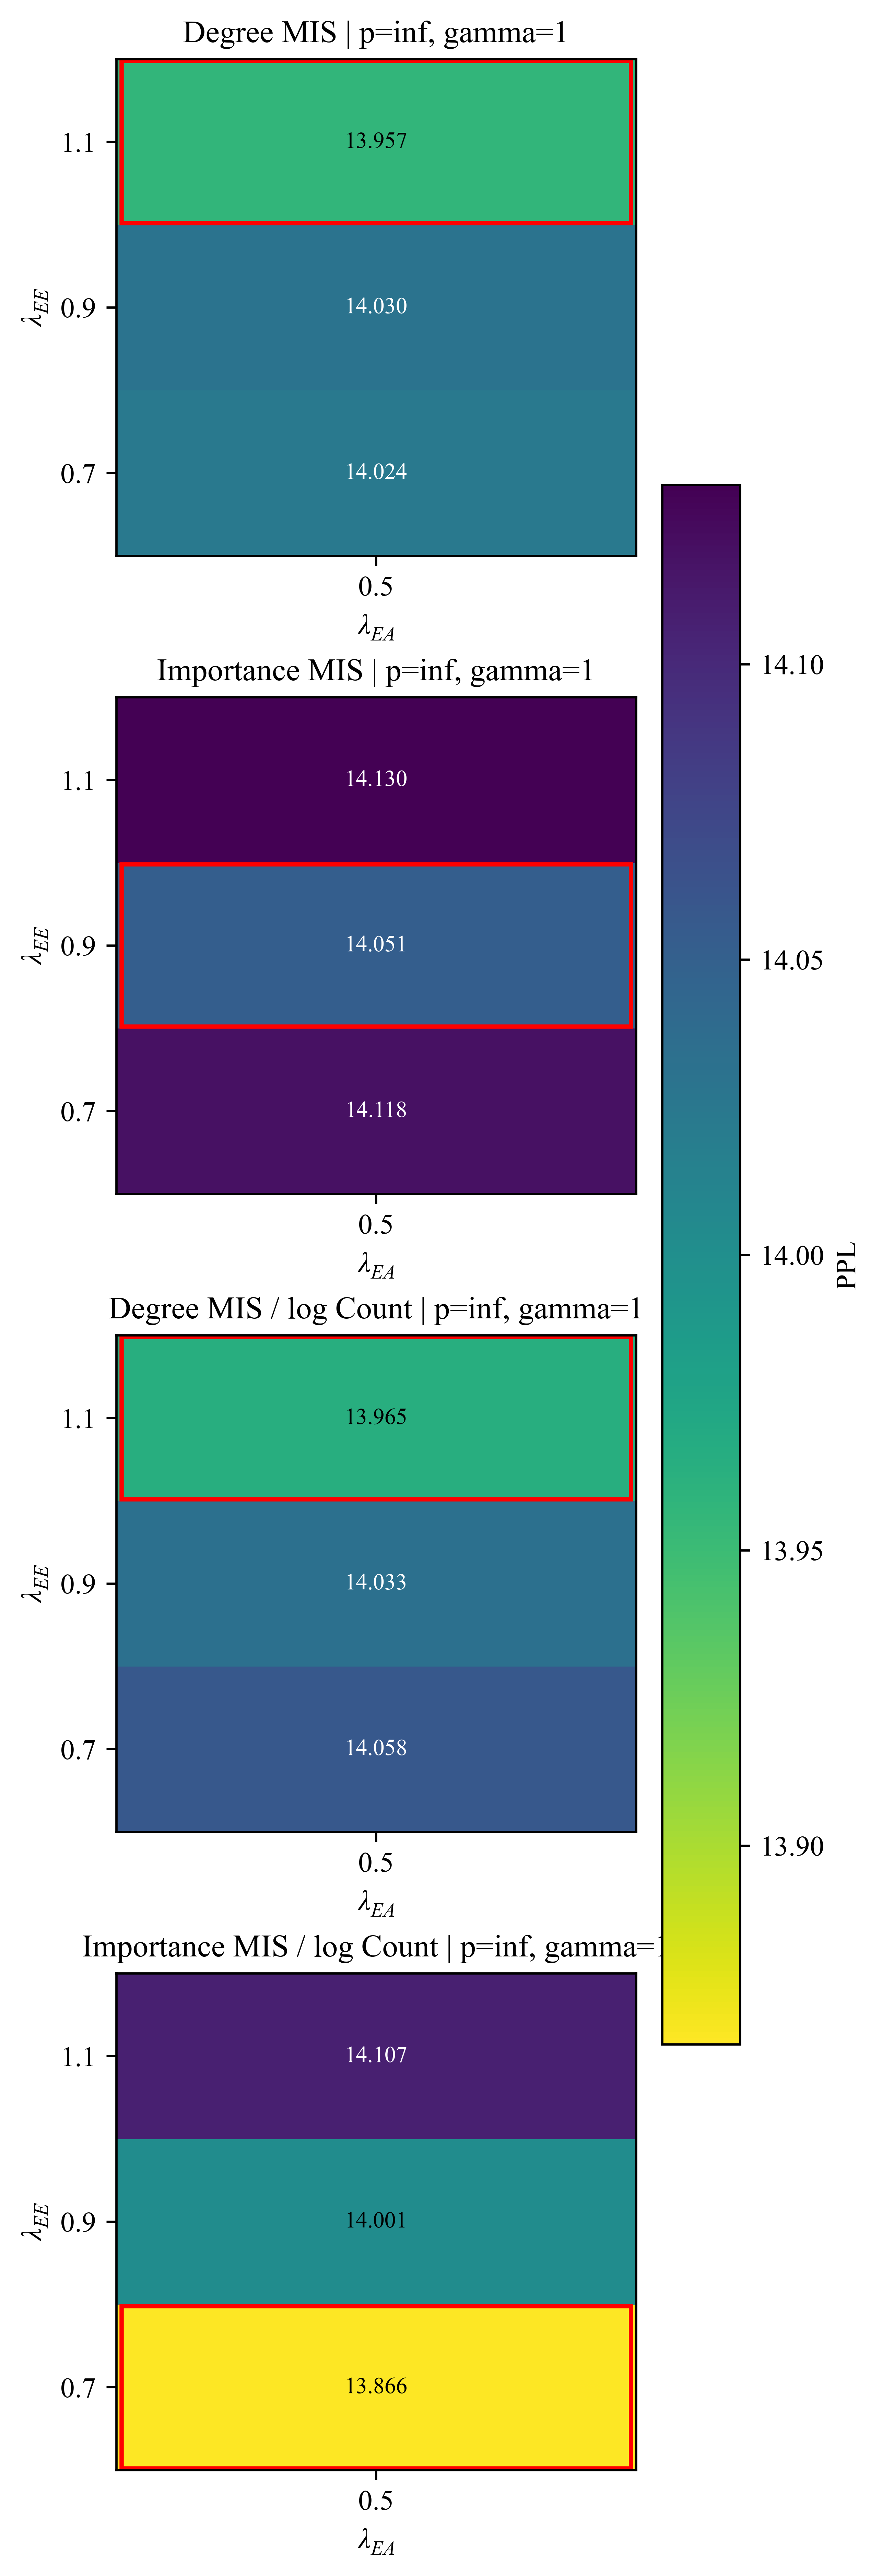 Degree MIS | p=inf, gamma=1
1.1
13.957
λEE
0.9
14.030
0.7
14.024
0.5
λEA
Importance MIS | p=inf, gamma=1
1.1
14.130
λEE
0.9
14.051
0.7
14.118
0.5
λEA
Degree MIS / log Count | p=inf, gamma=1
1.1
13.965
λEE
0.9
14.033
0.7
14.058
0.5
λEA
Importance MIS / log Count | p=inf, gamma=1
1.1
14.107
λEE
0.9
14.001
0.7
13.866
0.5
λEA
14.10
14.05
14.00
13.95
13.90
PPL